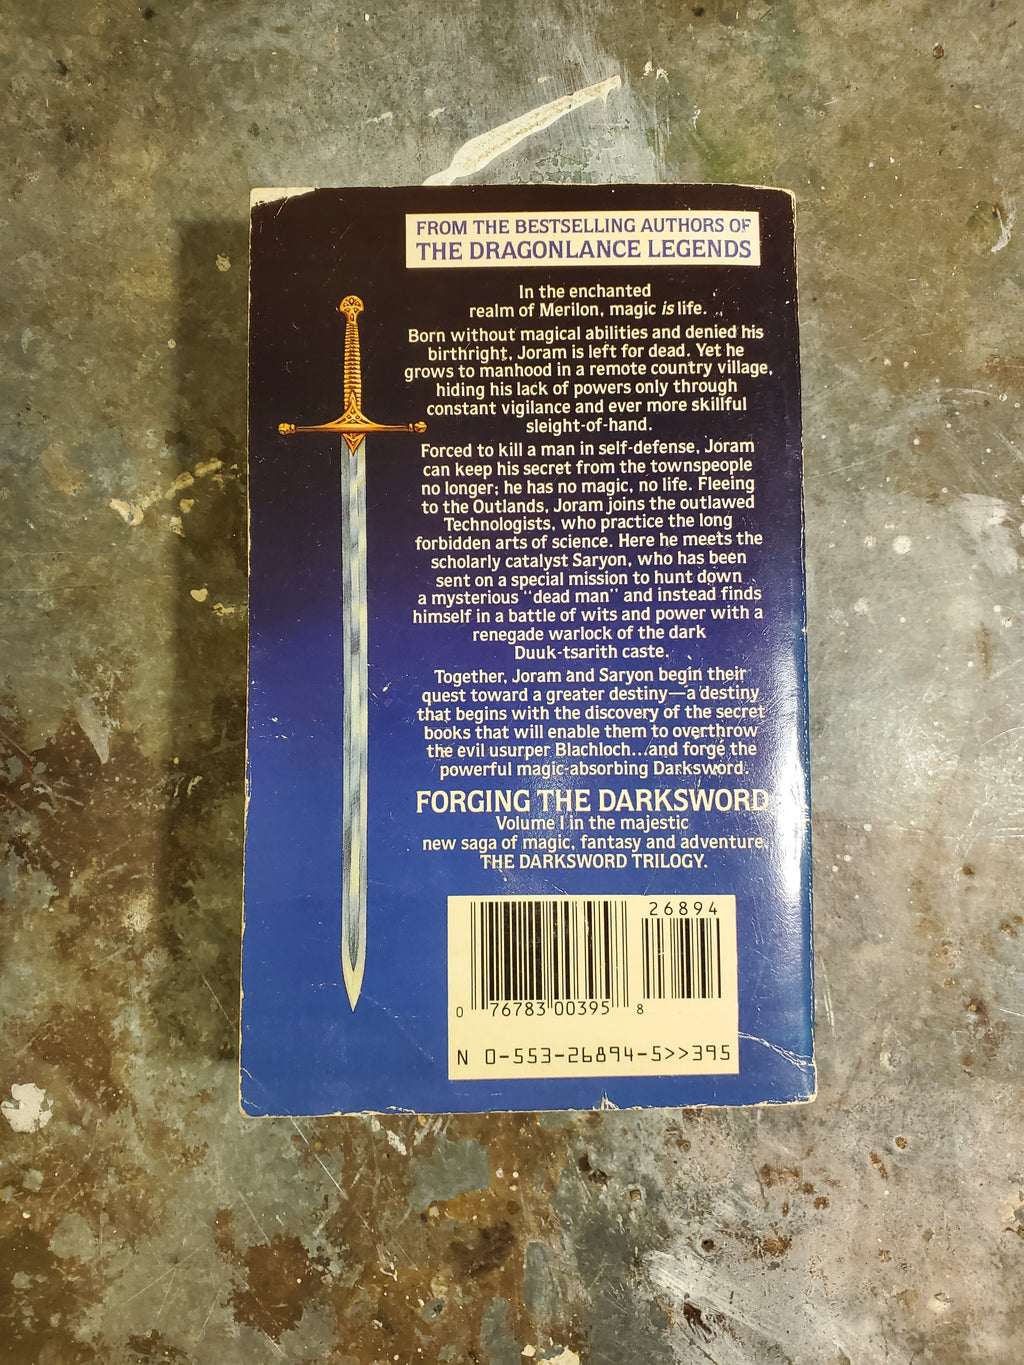 FROM THE BESTSELLING AUTHORS OF
THE DRAGONLANCE LEGENDS
In the enchanted
realm of Merilon, magic is life.
Born without magical abilities and denied his
birthright, Joram is left for dead. Yet he
grows to manhood in a remote country village,
hiding his lack of powers only through
constant vigilance and ever more skillful
sleight-of-hand.
Forced to kill a man in self-defense, Joram
can keep his secret from the townspeople
no longer; he has no magic, no life. Fleeing
to the Outlands, Joram joins the outlawed
Technologists, who practice the long
forbidden arts of science. Here he meets the
scholarly catalyst Saryon, who has been
sent on a special mission to hunt down
a mysterious "dead man" and instead finds
himself in a battle of wits and power with a
renegade warlock of the dark
Duuk-tsarith caste.
Together, Joram and Saryon begin their
quest toward a greater destiny—a destiny
that begins with the discovery of the secret
books that will enable them to overthrow
the evil usurper Blachloch...and forge the
powerful magic-absorbing Darksword.
FORGING THE DARKSWORD
Volume I in the majestic
new saga of magic, fantasy and adventure,
THE DARKSWORD TRILOGY.
26894
0 76783 00395 8
N 0-553-26894-5>>395